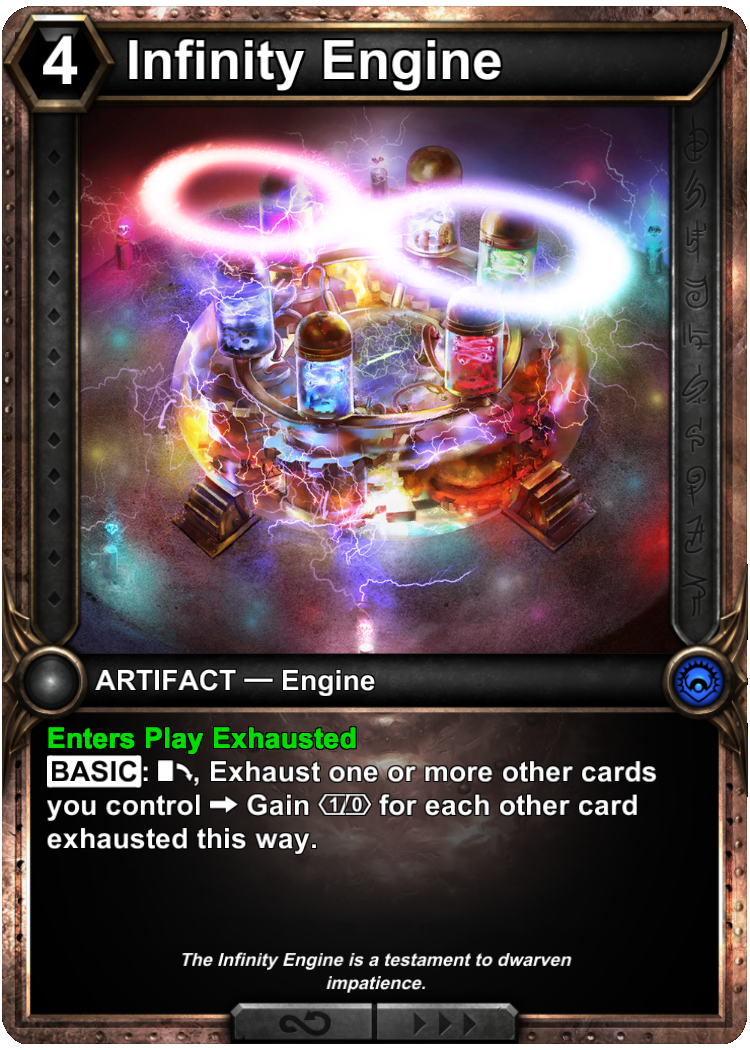 4 Infinity Engine
ARTIFACT — Engine
Enters Play Exhausted
BASIC: , Exhaust one or more other cards
you control ➡ Gain 1/0 for each other card
exhausted this way.
The Infinity Engine is a testament to dwarven
impatience.